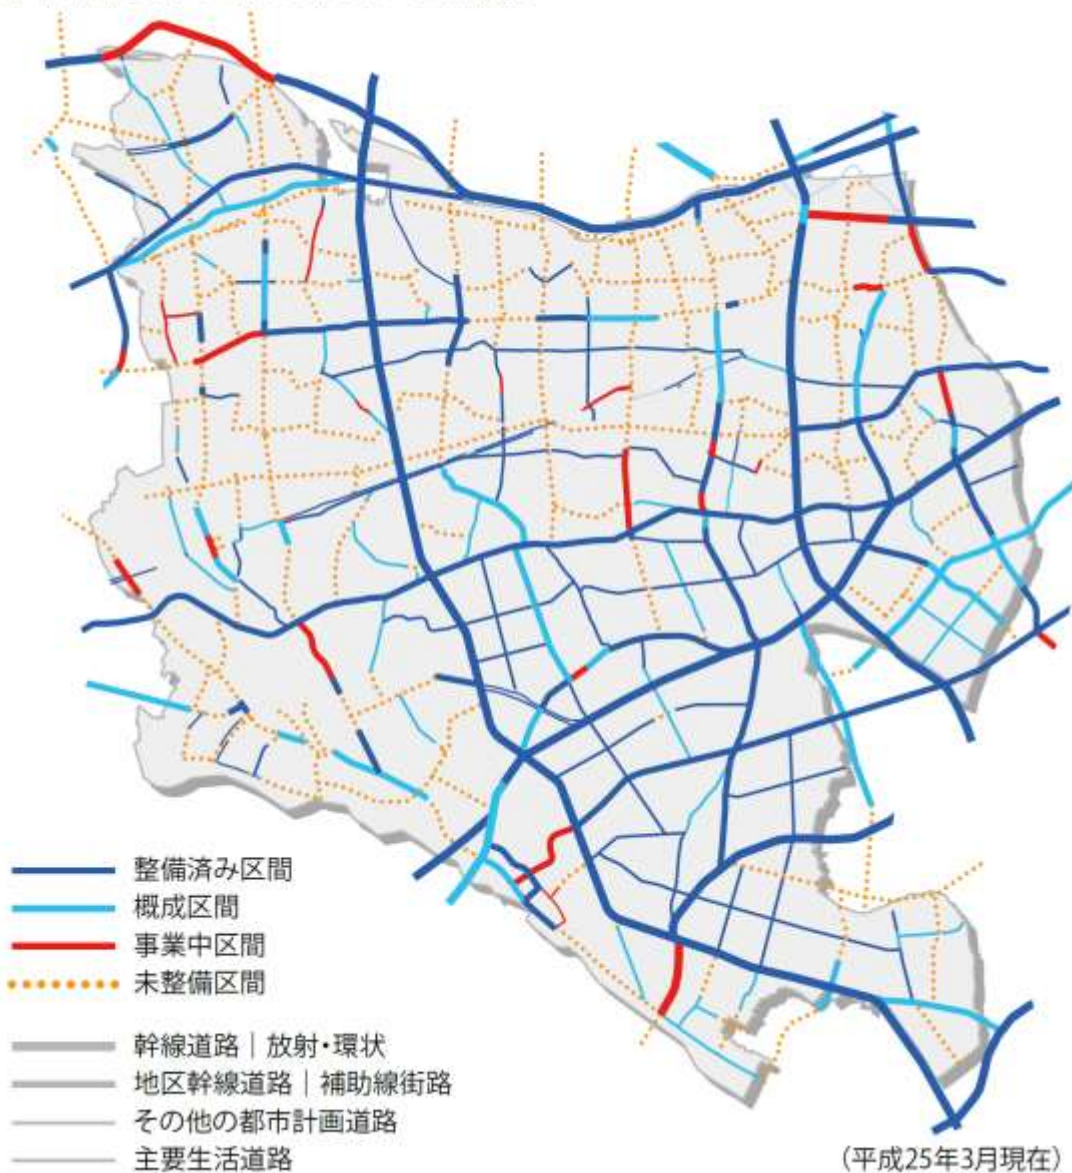 整備済み区間
概成区間
事業中区間
未整備区間
幹線道路｜放射・環状
地区幹線道路｜補助線街路
その他の都市計画道路
主要生活道路
(平成25年3月現在)